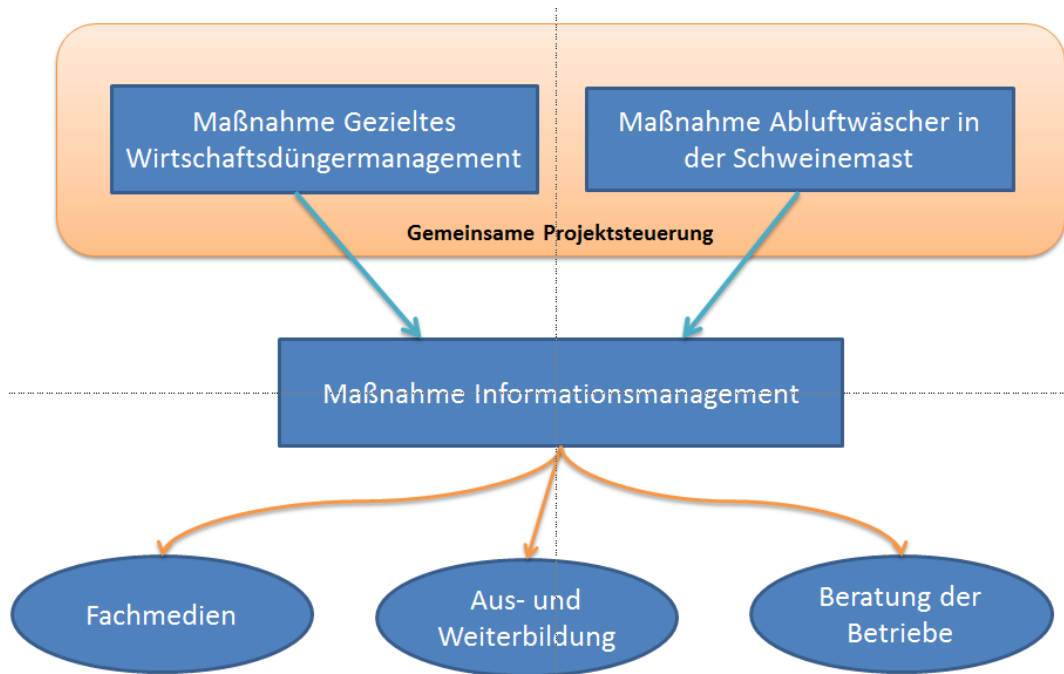 Maßnahme Gezieltes
Wirtschaftsdüngermanagement
Maßnahme Abluftwäscher in
der Schweinemast
Gemeinsame Projektsteuerung
Maßnahme Informationsmanagement
Fachmedien
Aus- und
Weiterbildung
Beratung der
Betriebe